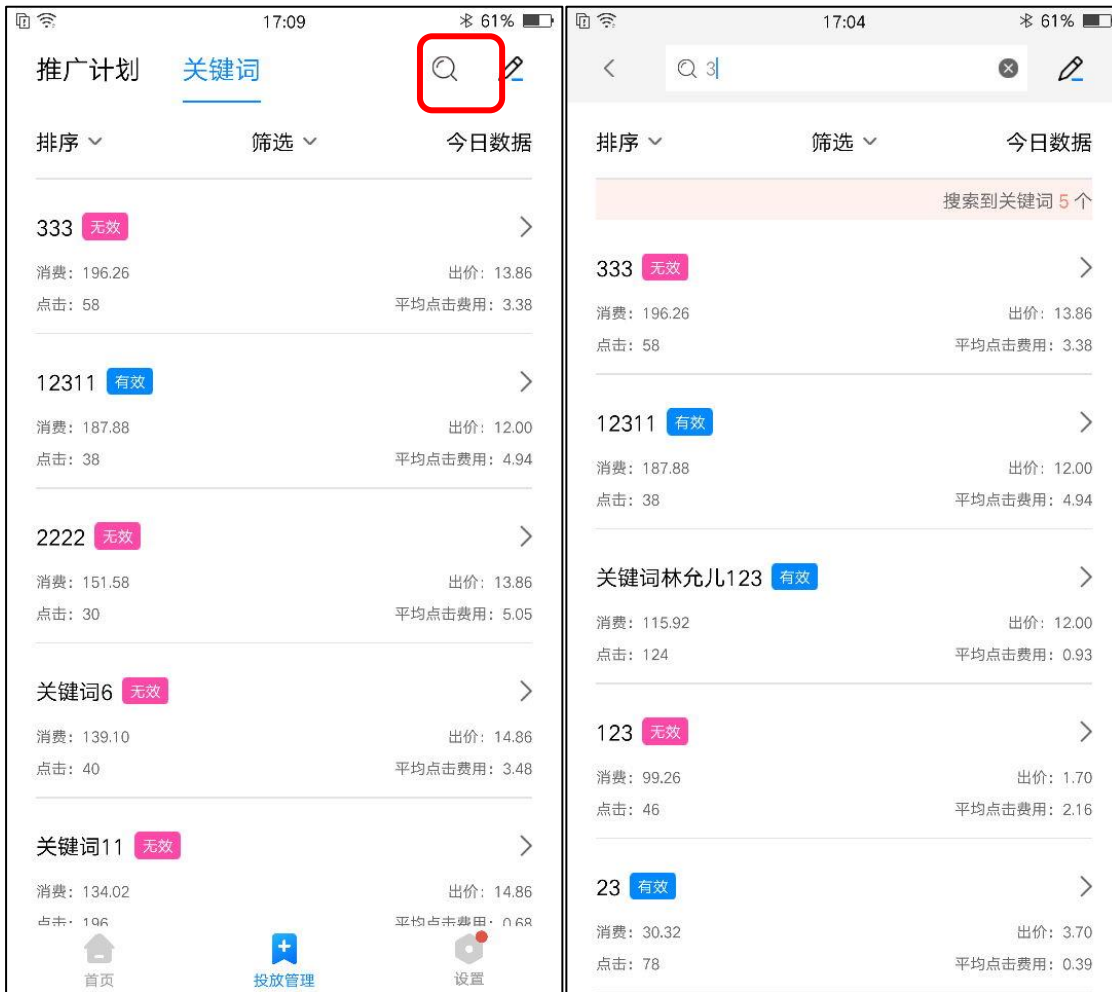 17:09
61%
推广计划 关键词
排序 筛选 今日数据
333 无效
消费：196.26 出价：13.86
点击：58 平均点击费用：3.38
12311 有效
消费：187.88 出价：12.00
点击：38 平均点击费用：4.94
2222 无效
消费：151.58 出价：13.86
点击：30 平均点击费用：5.05
关键词6 无效
消费：139.10 出价：14.86
点击：40 平均点击费用：3.48
关键词11 无效
消费：134.02 出价：14.86
点击：196 平均点击费用：0.68
首页 投放管理 设置
17:04
61%
3
排序 筛选 今日数据
搜索到关键词 5 个
333 无效
消费：196.26 出价：13.86
点击：58 平均点击费用：3.38
12311 有效
消费：187.88 出价：12.00
点击：38 平均点击费用：4.94
关键词林允儿123 有效
消费：115.92 出价：12.00
点击：124 平均点击费用：0.93
123 无效
消费：99.26 出价：1.70
点击：46 平均点击费用：2.16
23 有效
消费：30.32 出价：3.70
点击：78 平均点击费用：0.39